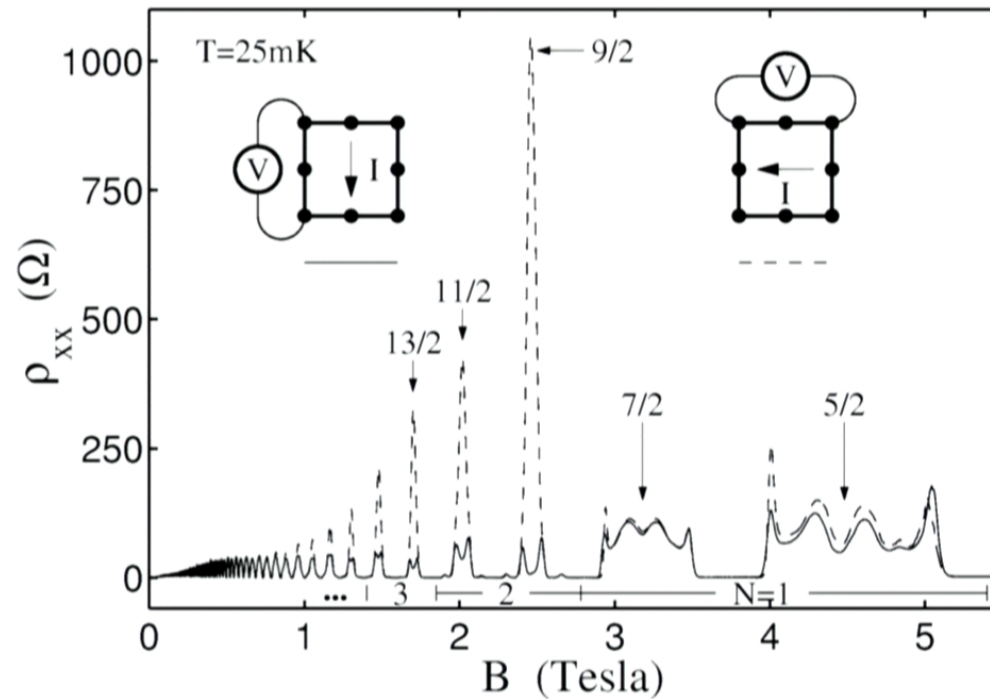 T=25mK
9/2
V
I
V
I
11/2
13/2
7/2
5/2
1000
750
500
250
0
ρxx (Ω)
... 3 2 N=1
0 1 2 3 4 5
B (Tesla)